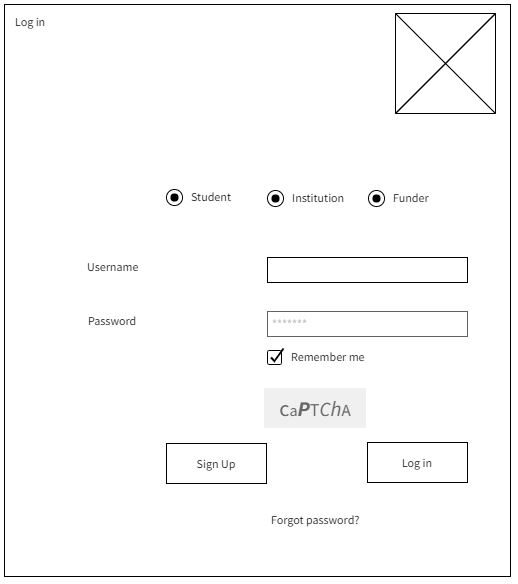 Log in
Student Institution Funder
Username
Password *******
Remember me
CaPTChA
Sign Up Log in
Forgot password?